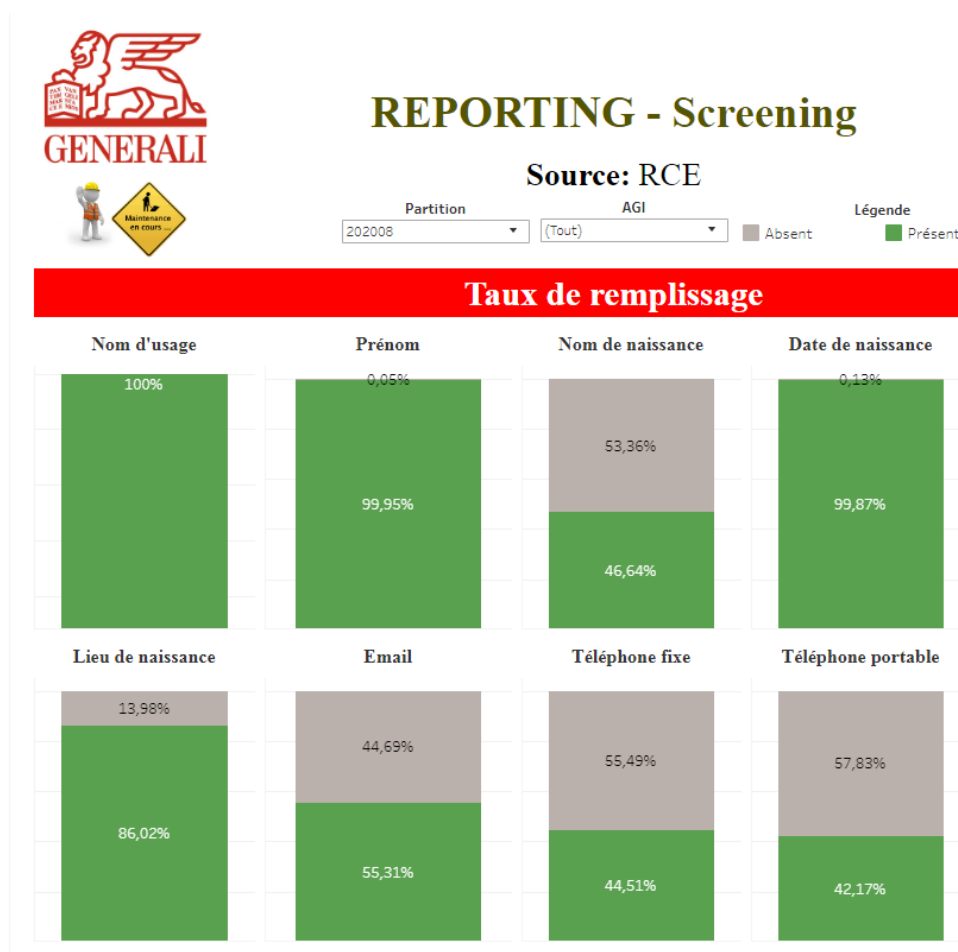 GENERALI
REPORTING - Screening
Source: RCE
Maintenance
en cours ...
Partition
AGI
Légende
202008
(Tout)
Absent
Présent
Taux de remplissage
Nom d'usage
Prénom
Nom de naissance
Date de naissance
100%
0,05%
0,13%
53,36%
99,95%
99,87%
46,64%
Lieu de naissance
Email
Téléphone fixe
Téléphone portable
13,98%
44,69%
55,49%
57,83%
86,02%
55,31%
44,51%
42,17%